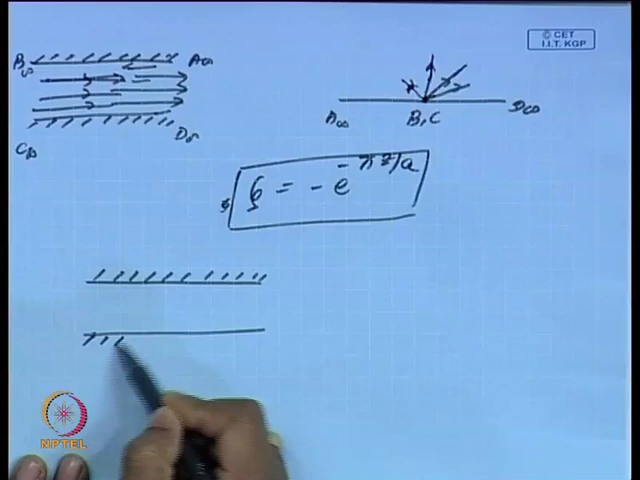 © CET
I.I.T. KGP
B∞ A∞
C∞ D∞
A∞ B,C D∞
ζ = - e^{-πz/a}
NPTEL